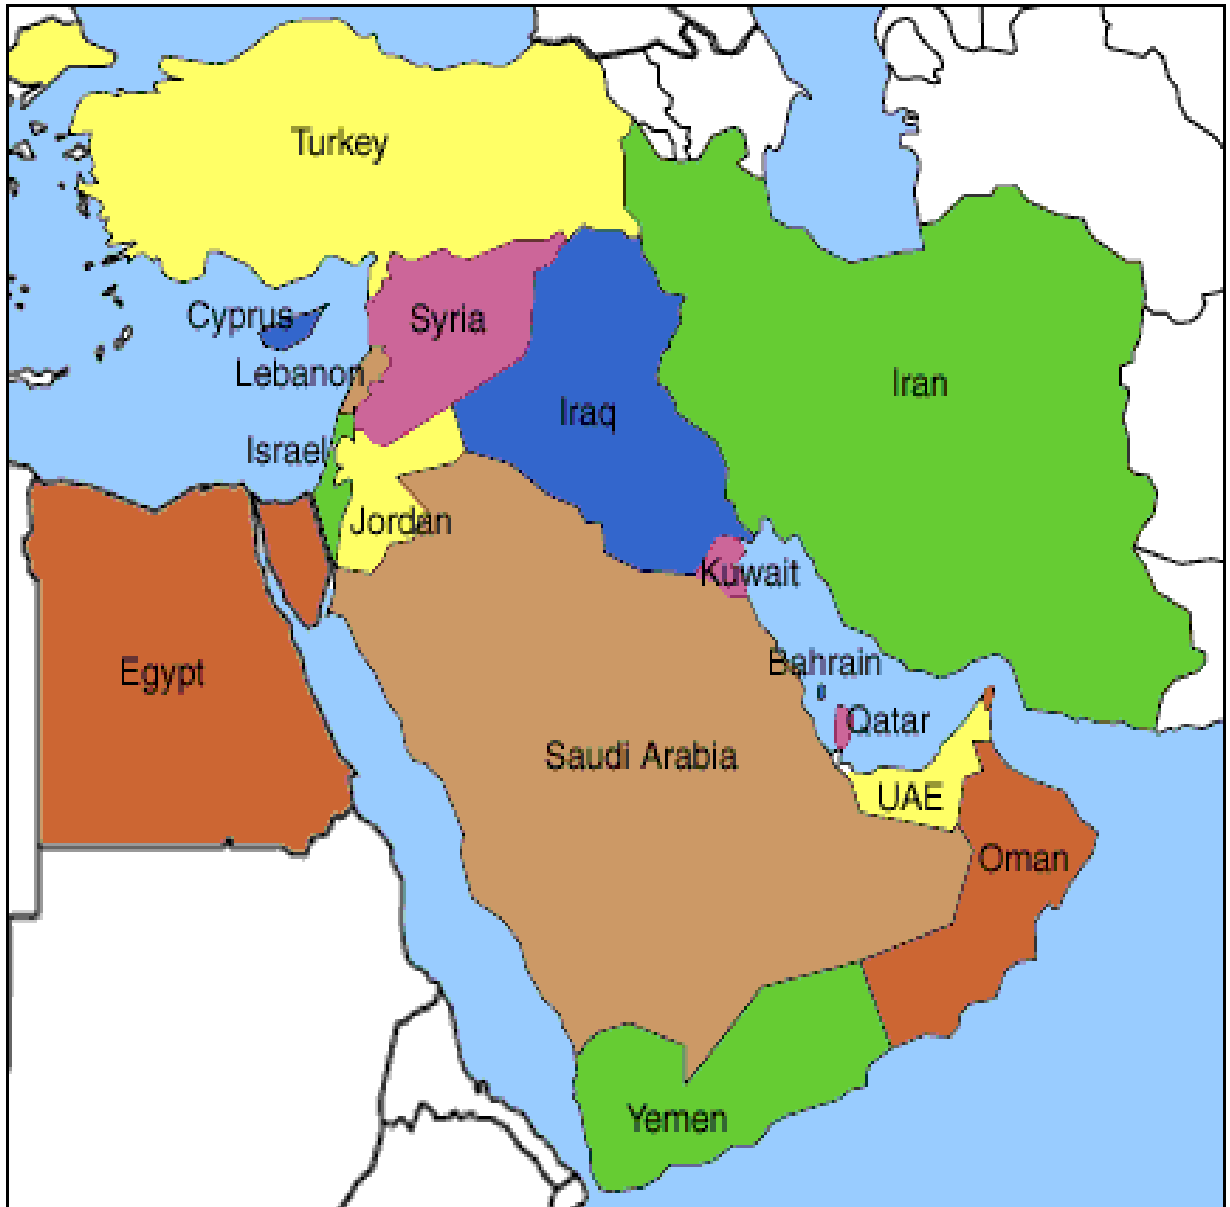 Turkey
Cyprus
Syria
Lebanon
Iran
Iraq
Israel
Jordan
Kuwait
Bahrain
Egypt
Qatar
Saudi Arabia
UAE
Oman
Yemen